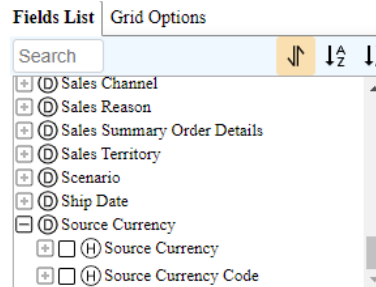 Fields List Grid Options
Search A Z
D Sales Channel
D Sales Reason
D Sales Summary Order Details
D Sales Territory
D Scenario
D Ship Date
D Source Currency
H Source Currency
H Source Currency Code